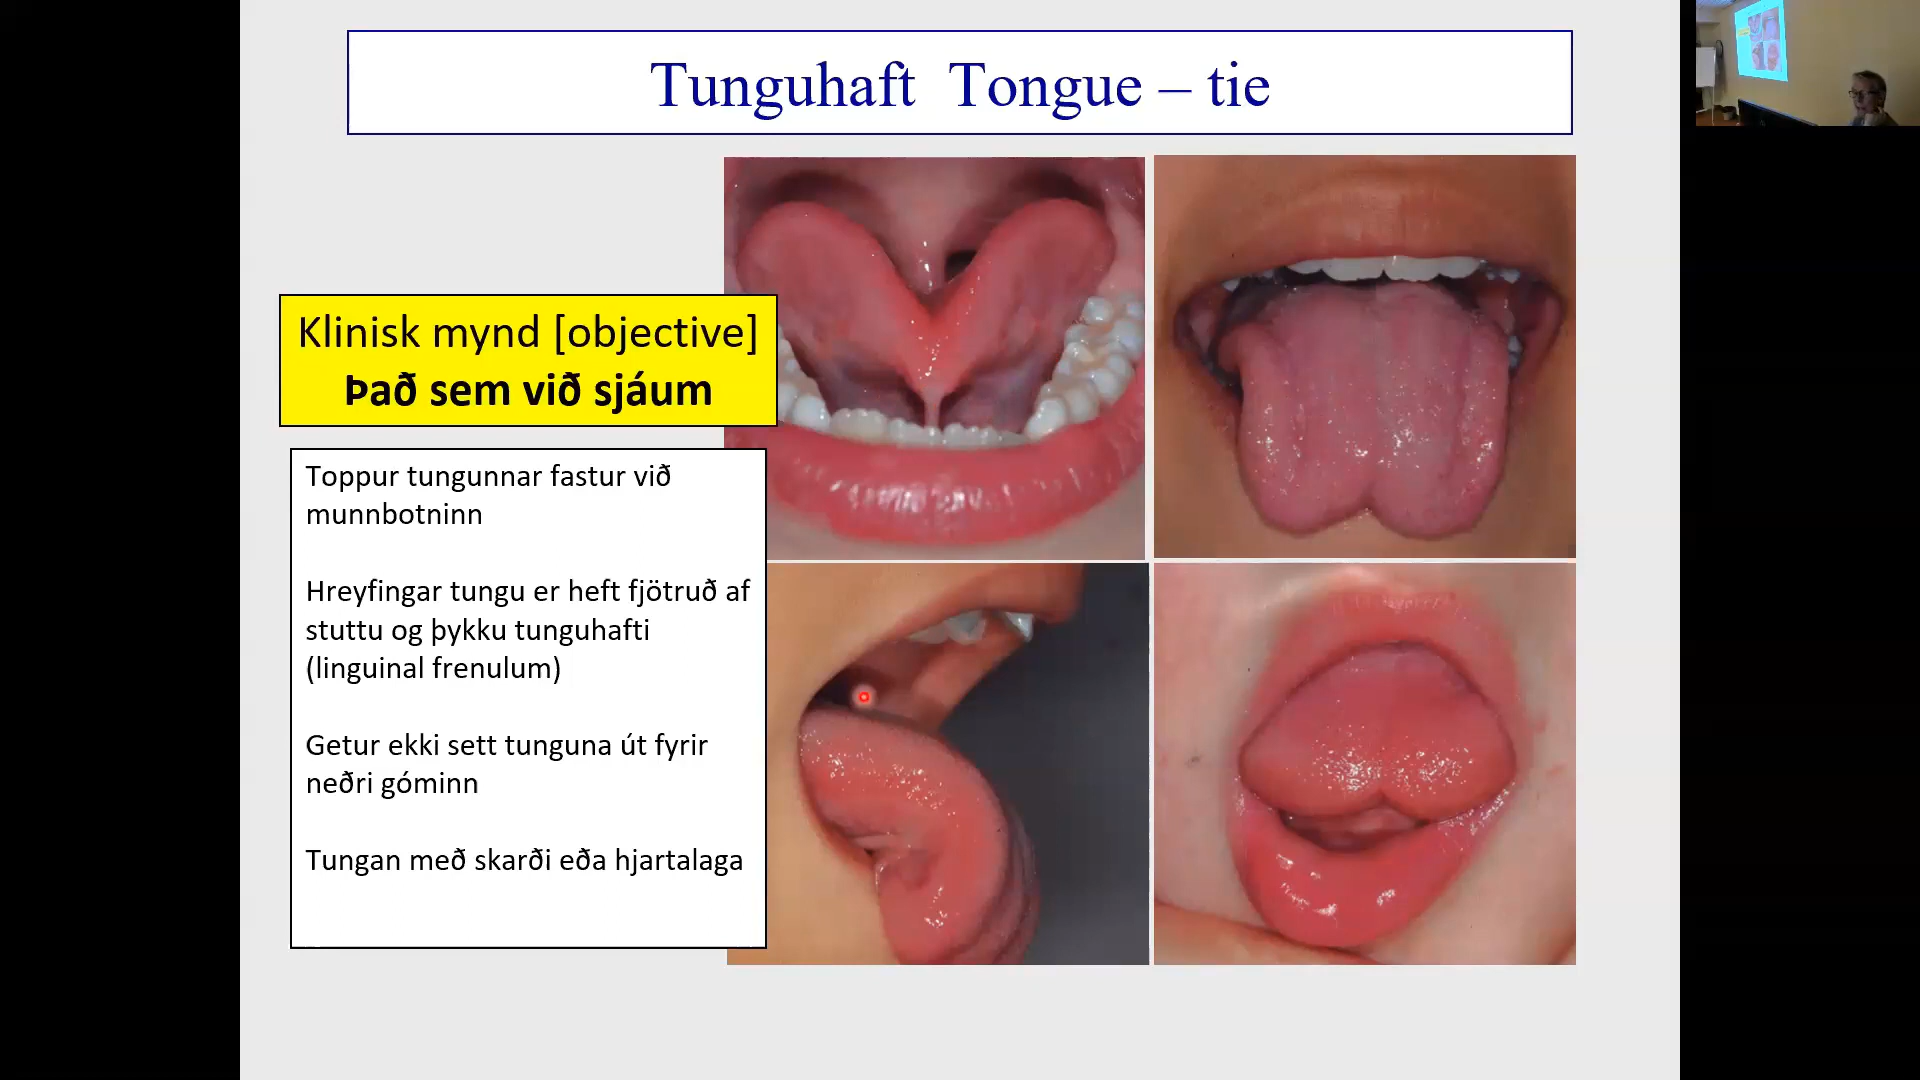 Tunguhaft Tongue – tie
Klinisk mynd [objective]
Það sem við sjáum
Toppur tungunnar fastur við
munnbotninn
Hreyfingar tungu er heft fjötruð af
stuttu og þykku tunguhafti
(linguinal frenulum)
Getur ekki sett tunguna út fyrir
neðri góminn
Tungan með skarði eða hjartalaga